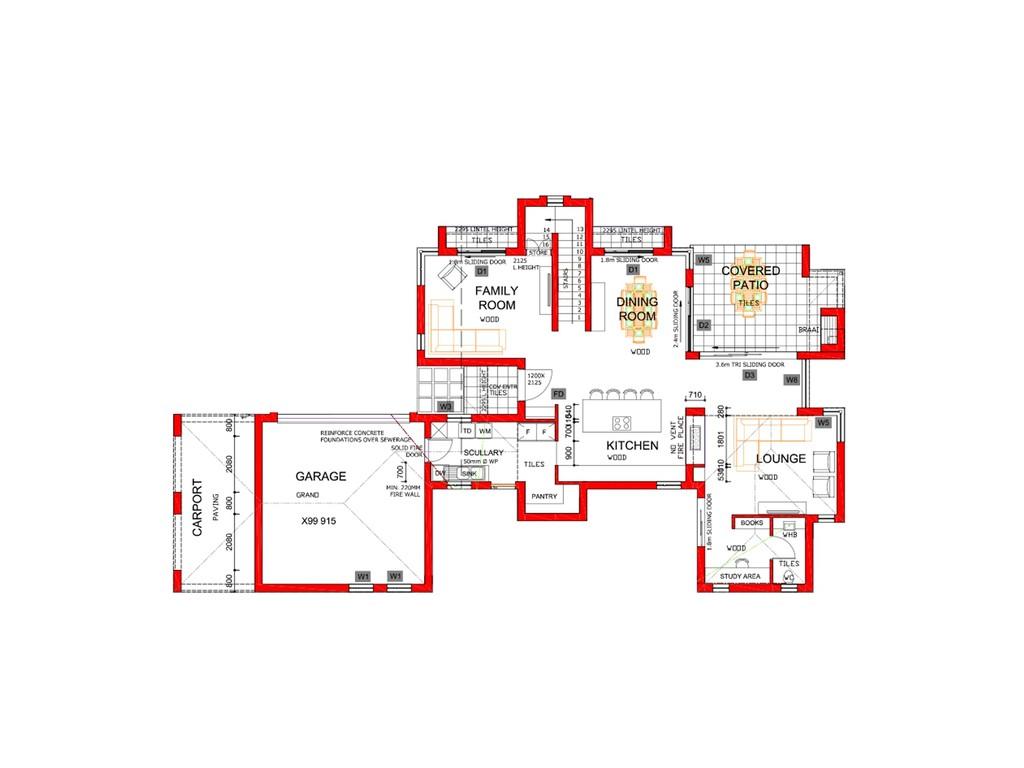 2295 LINTEL HEIGHT
TILES
1.8m SLIDING DOOR
D1
14
15
16
STORE
2125
L HEIGHT
STAIRS
13
12
11
10
9
8
7
6
5
4
3
2
1
2295 LINTEL HEIGHT
TILES
1.8m SLIDING DOOR
D1
FAMILY
ROOM
WOOD
DINING
ROOM
WOOD
2.4m SLIDING DOOR
W5
COVERED
PATIO
TILES
D2
BRAAI
3.6m TRI SLIDING DOOR
D3
W8
2295 L HEIGHT
COV ENTR
TILES
W3
1200X
2125
FD
540
700
900
KITCHEN
WOOD
710
NO VENT
FIRE PLACE
280
1801
530
W5
LOUNGE
WOOD
REINFORCE CONCRETE
FOUNDATIONS OVER SEWERAGE
SOLID FIRE
DOOR
700
MIN. 220MM
FIRE WALL
TD
WM
SCULLARY
50mm Ø WP
DW
SINK
F
F
TILES
PANTRY
GARAGE
GRAND
X99 915
W1
W1
CARPORT
PAVING
800
2080
800
2080
800
1.8m SLIDING DOOR
BOOKS
WOOD
STUDY AREA
WHB
TILES
WC